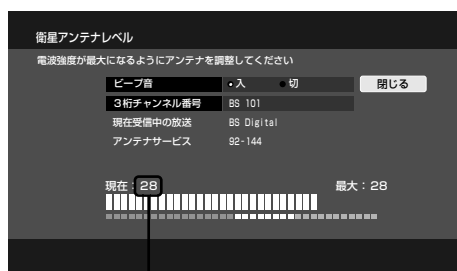 衛星アンテナレベル
電波強度が最大になるようにアンテナを調整してください
ビープ音 ・入 ・切 閉じる
3桁チャンネル番号 BS 101
現在受信中の放送 BS Digital
アンテナサービス 92-144
現在：28 最大：28